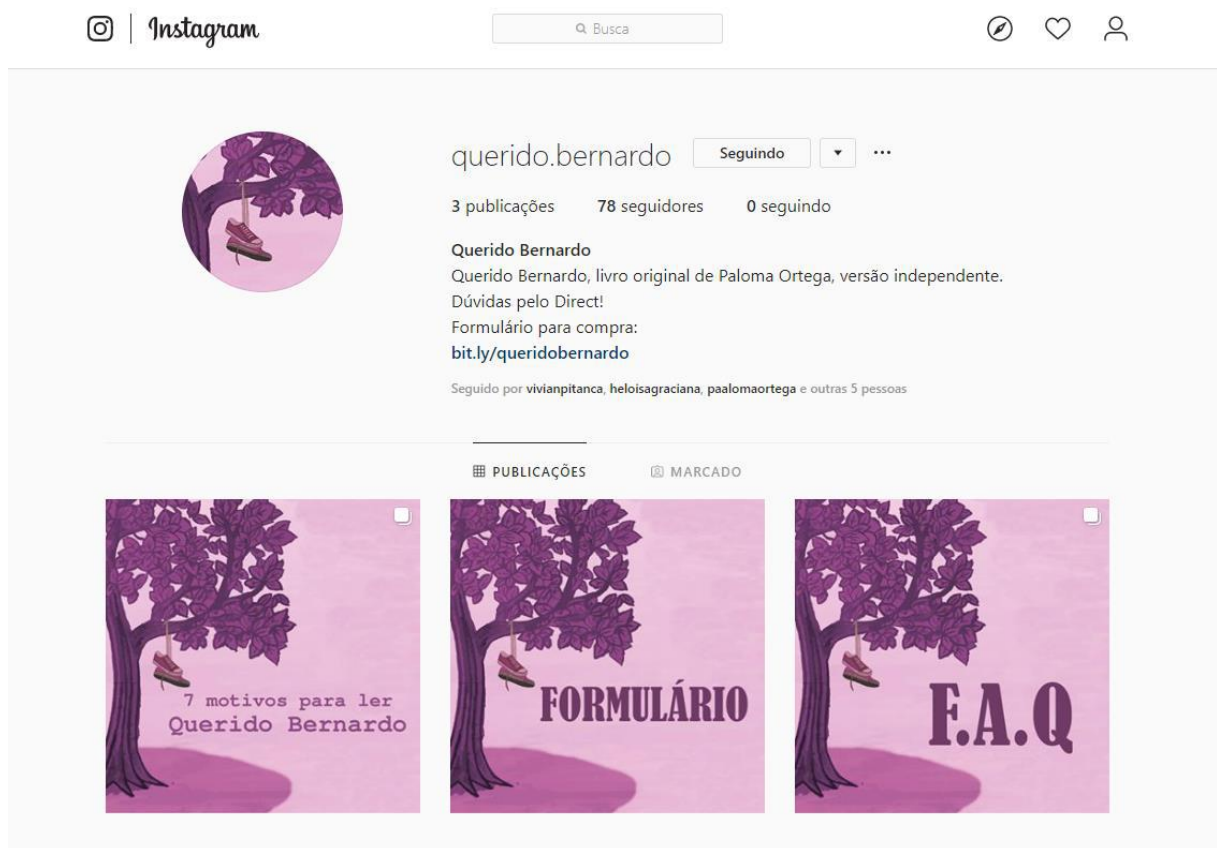 Instagram
Busca
querido.bernardo Seguindo
3 publicações 78 seguidores 0 seguindo
Querido Bernardo
Querido Bernardo, livro original de Paloma Ortega, versão independente.
Dúvidas pelo Direct!
Formulário para compra:
bit.ly/queridobernardo
Seguido por vivianpitanca, heloisagraciana, paalomaortega e outras 5 pessoas
PUBLICAÇÕES MARCADO
7 motivos para ler
Querido Bernardo
FORMULÁRIO
F.A.Q